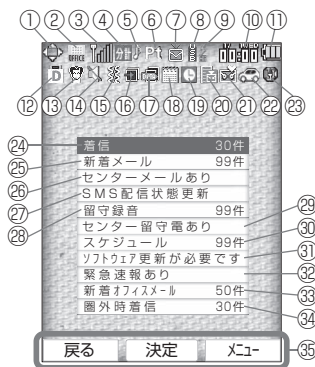 ① ② ③ ④ ⑤ ⑥ ⑦ ⑧ ⑨ ⑩ ⑪
OFFICE
⑫ ⑬ ⑭ ⑮ ⑯ ⑰ ⑱ ⑲ ⑳ ㉑ ㉒ ㉓
㉔ 着信 30件
㉕ 新着メール 99件
㉖ センターメールあり
㉗ SMS配信状態更新
㉘ 留守録音 99件
センター留守電あり ㉙
スケジュール 99件 ㉚
ソフトウェア更新が必要です ㉛
緊急速報あり ㉜
新着オフィスメール 50件 ㉝
圏外時着信 30件 ㉞
戻る 決定 メニュー ㉟